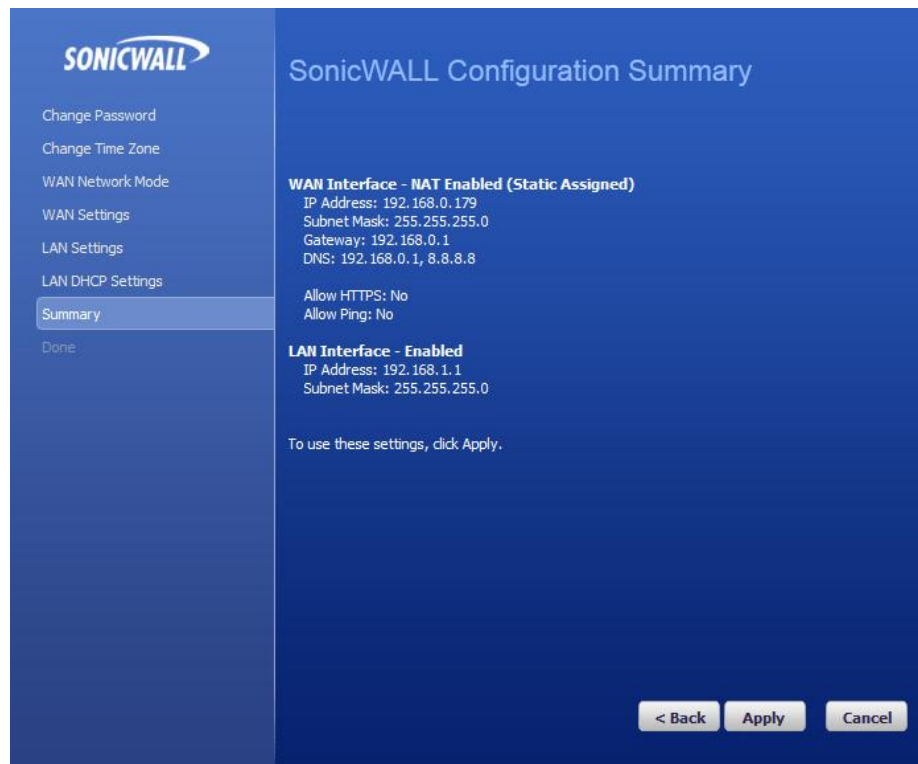 SONICWALL
Change Password
Change Time Zone
WAN Network Mode
WAN Settings
LAN Settings
LAN DHCP Settings
Summary
Done
SonicWALL Configuration Summary
WAN Interface - NAT Enabled (Static Assigned)
IP Address: 192.168.0.179
Subnet Mask: 255.255.255.0
Gateway: 192.168.0.1
DNS: 192.168.0.1, 8.8.8.8
Allow HTTPS: No
Allow Ping: No
LAN Interface - Enabled
IP Address: 192.168.1.1
Subnet Mask: 255.255.255.0
To use these settings, click Apply.
< Back Apply Cancel